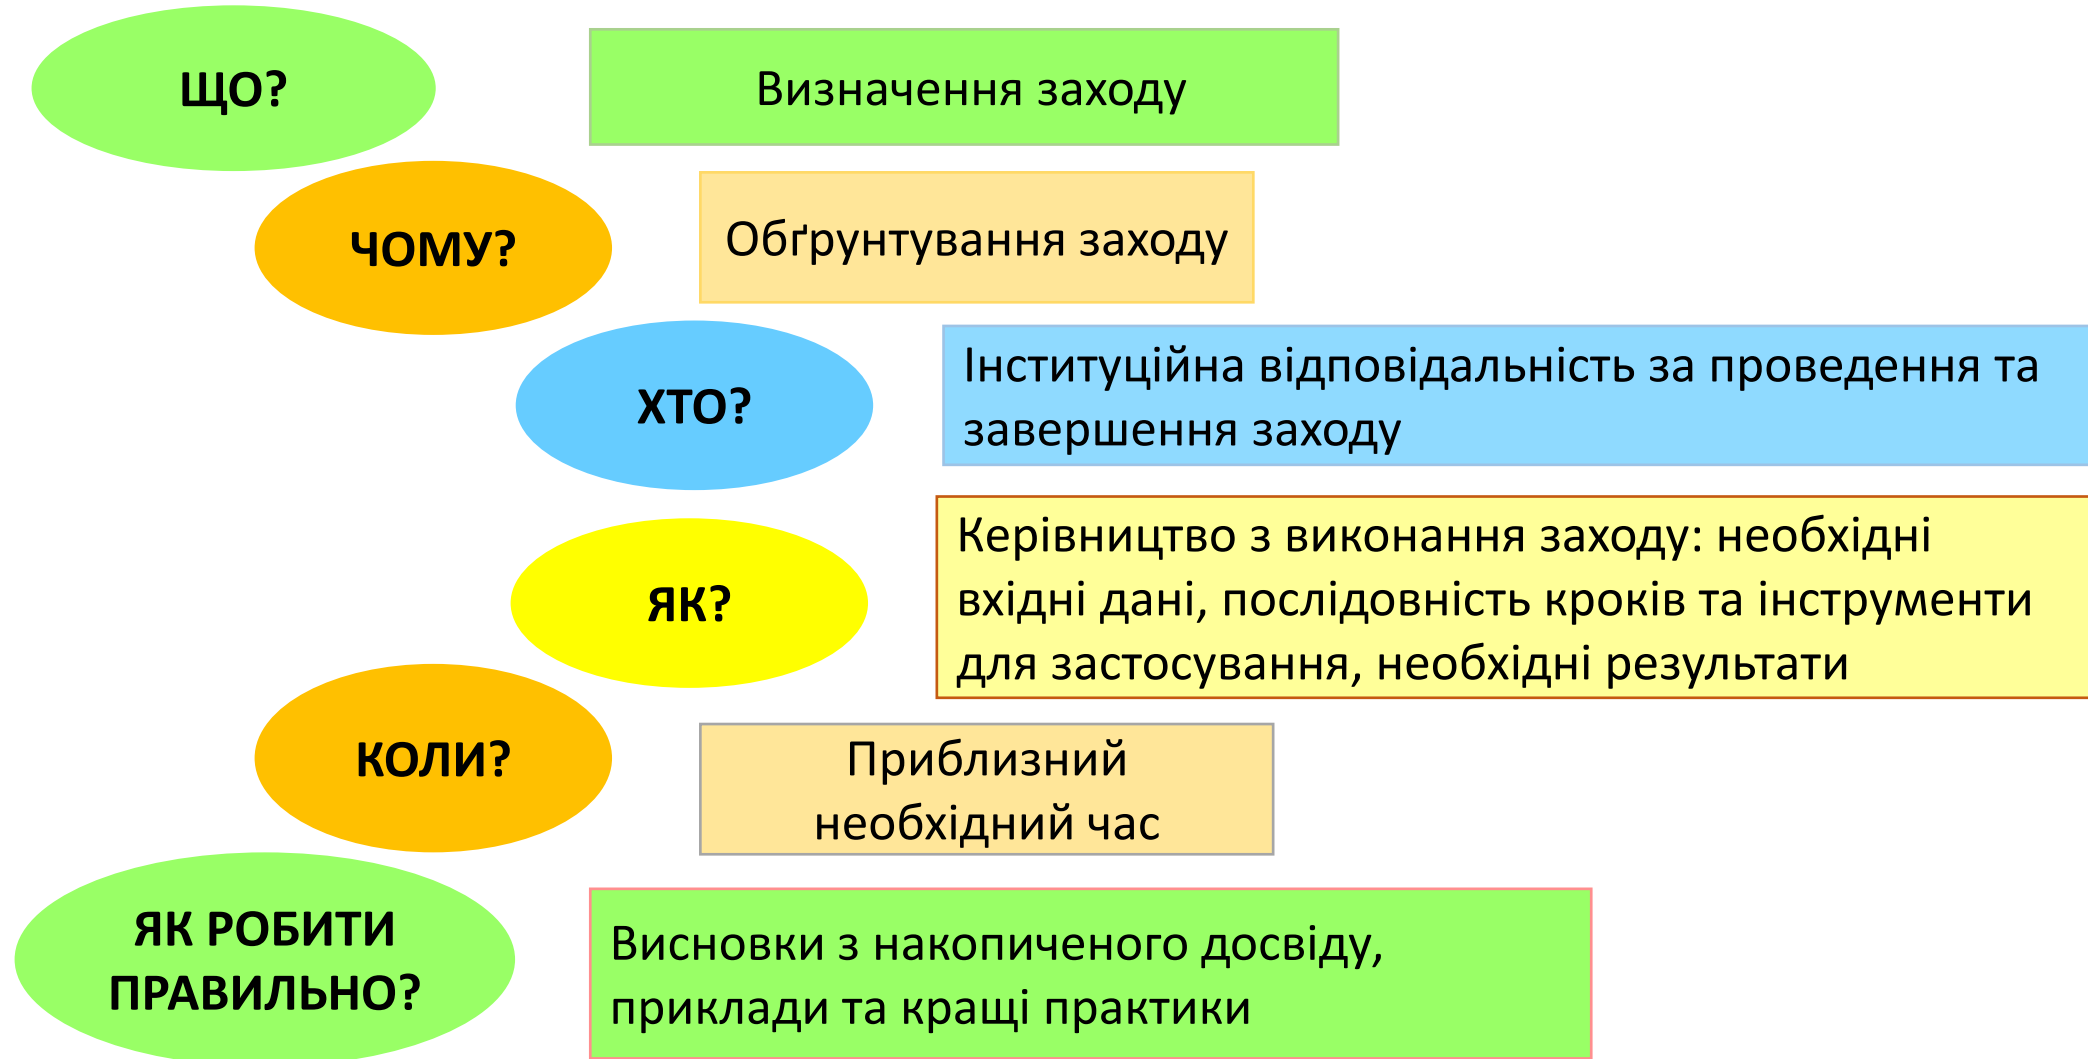 ЩО?
Визначення заходу
ЧОМУ?
Обґрунтування заходу
ХТО?
Інституційна відповідальність за проведення та
завершення заходу
ЯК?
Керівництво з виконання заходу: необхідні
вхідні дані, послідовність кроків та інструменти
для застосування, необхідні результати
КОЛИ?
Приблизний
необхідний час
ЯК РОБИТИ
ПРАВИЛЬНО?
Висновки з накопиченого досвіду,
приклади та кращі практики